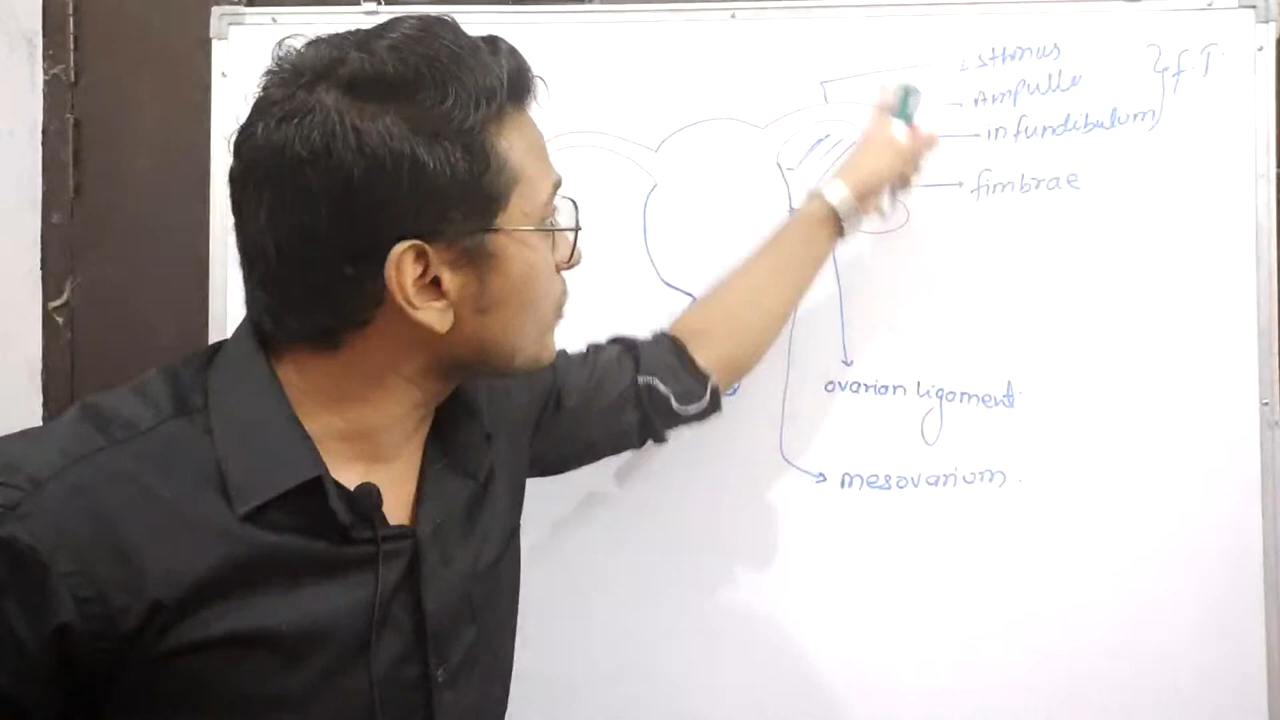 Isthmus
Ampulla
infundibulum
f.T.
fimbrae
ovarian ligament
mesovarium